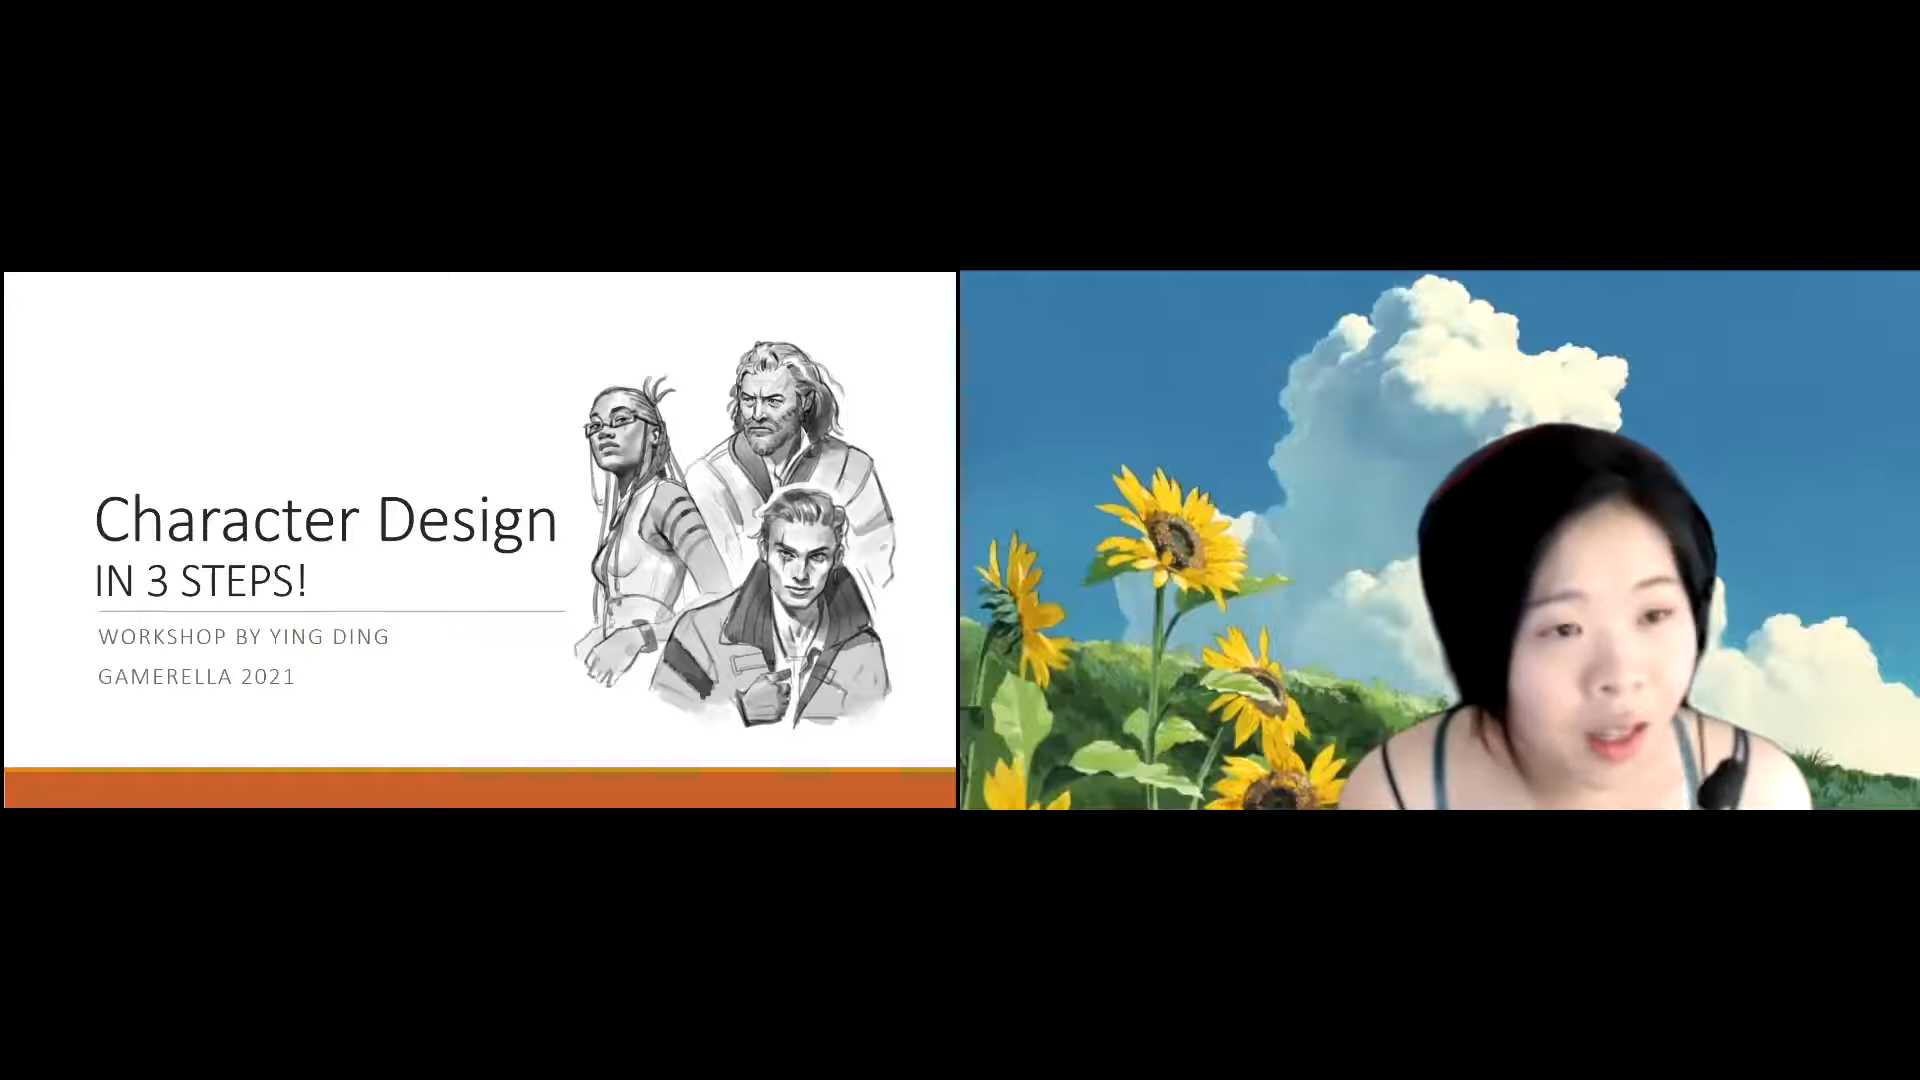 Character Design
IN 3 STEPS!
WORKSHOP BY YING DING
GAMERELLA 2021